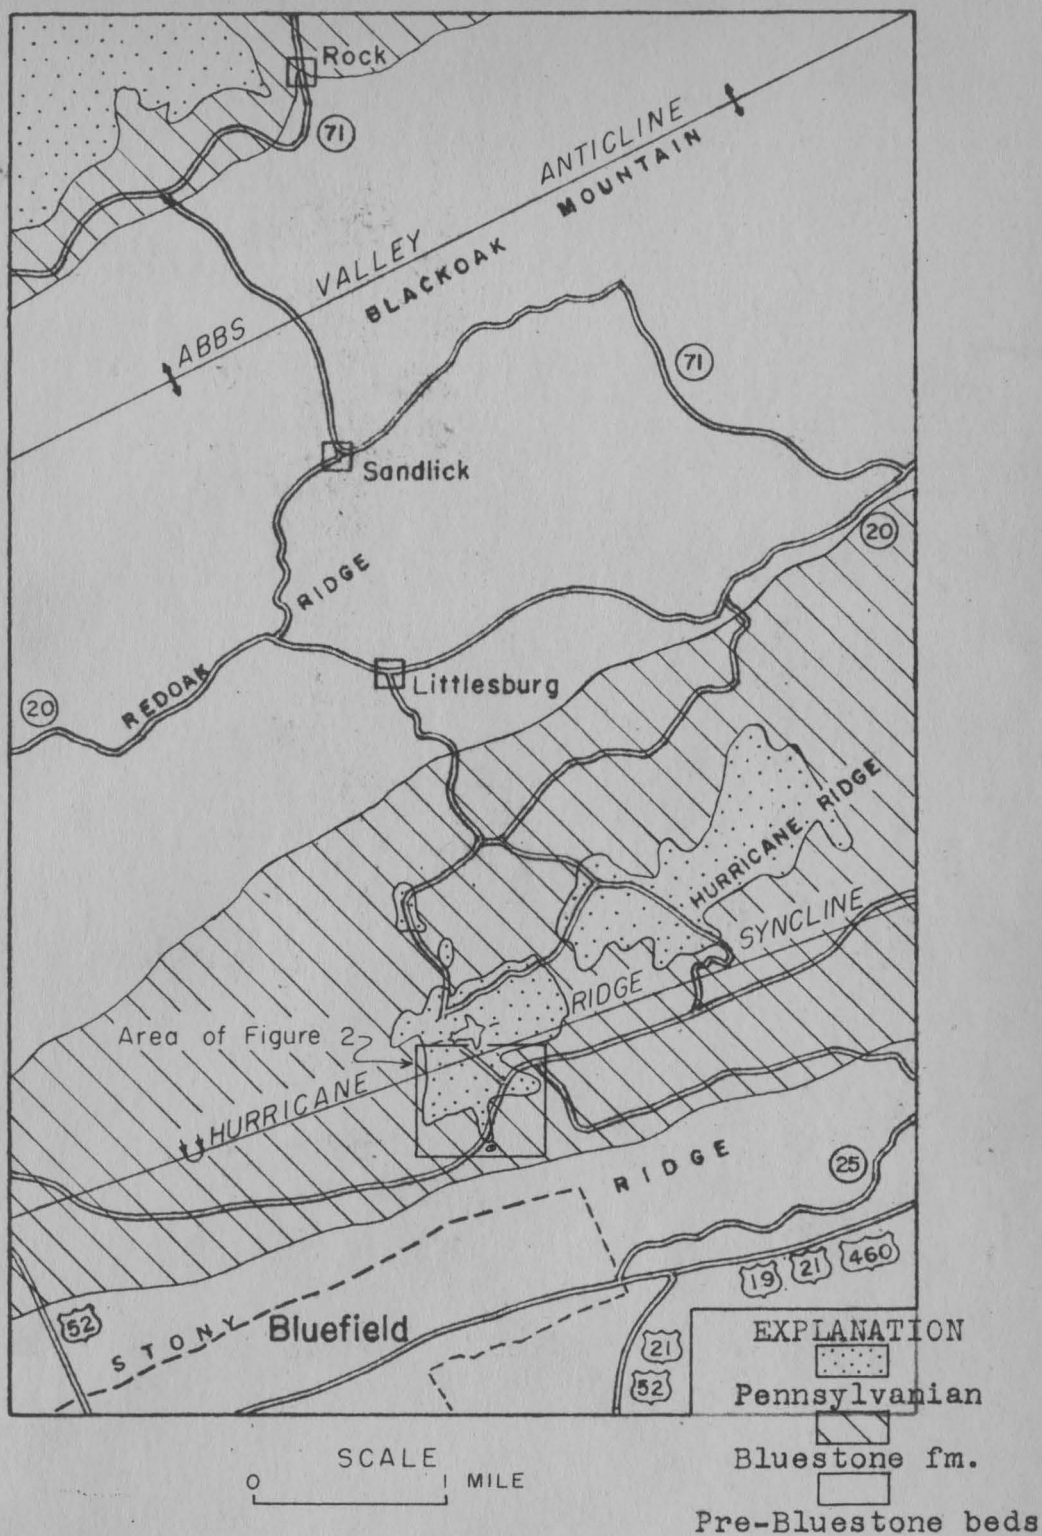 Rock
71
ABBS VALLEY ANTICLINE
BLACKOAK MOUNTAIN
71
Sandlick
20
REDOAK RIDGE
Littlesburg
20
HURRICANE RIDGE
HURRICANE RIDGE SYNCLINE
Area of Figure 2
25
STONY RIDGE
19 21 460
52
Bluefield
21
52
EXPLANATION
Pennsylvanian
Bluestone fm.
Pre-Bluestone beds
SCALE
0 1 MILE